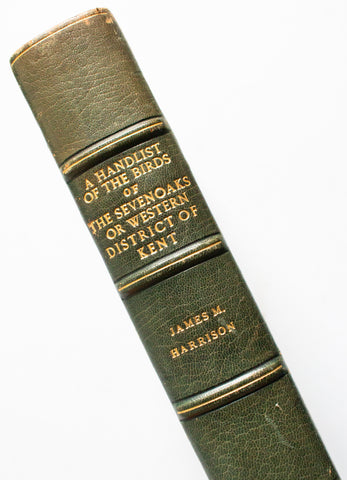 A HANDLIST
OF THE BIRDS
OF
THE SEVENOAKS
OR WESTERN
DISTRICT OF
KENT
JAMES M.
HARRISON